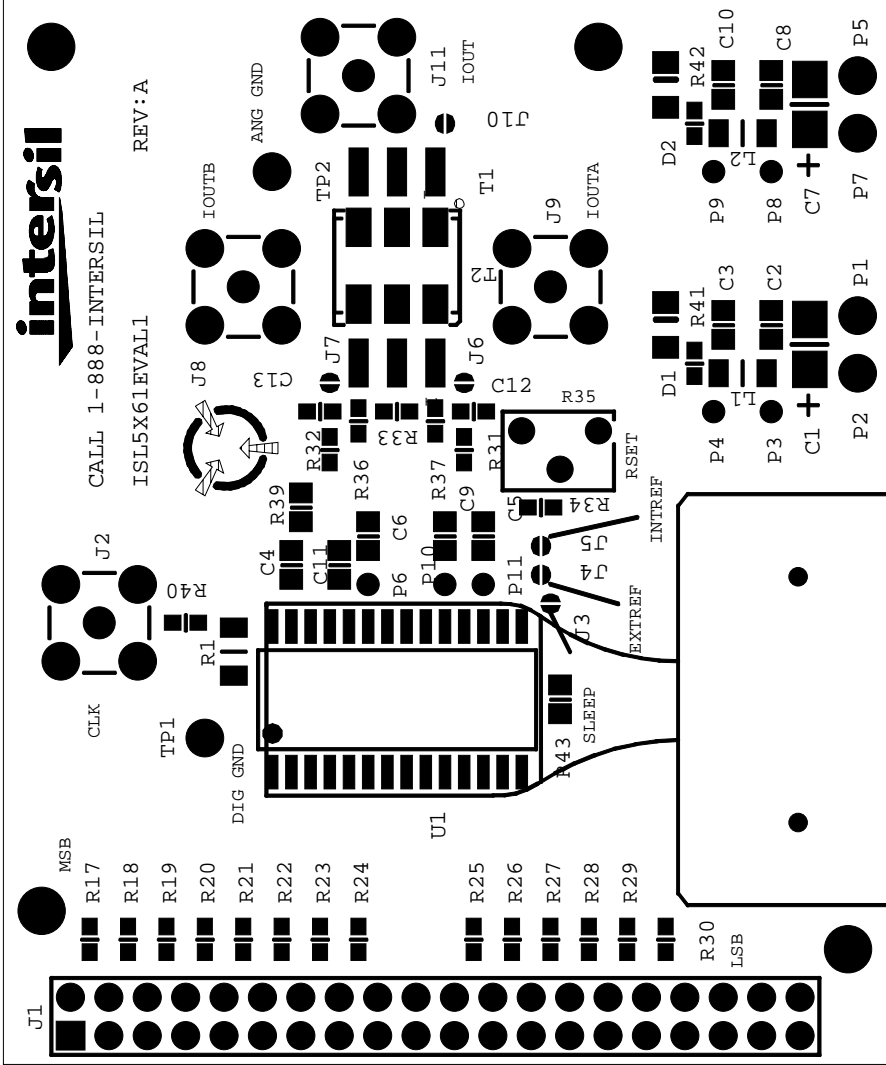 intersil
CALL 1-888-INTERSIL
ISL5X61EVAL1
REV:A
ANG GND
J11
IOUT
J10
TP2
T1
IOUTB
J8
J9
IOUTA
T2
J7
J6
C13
C12
R42
C10
C8
P5
D2
L2
P9
P8
C7
+
P7
R41
C3
C2
P1
D1
L1
P4
P3
C1
+
P2
R32
R33
R31
R35
RSET
R36
R37
C9
C5
R34
R39
C4
C11
C6
P6
P10
P11
J5
J4
INTREF
EXTREF
J3
SLEEP
R43
J2
CLK
R40
R1
TP1
DIG GND
U1
MSB
R17
R18
R19
R20
R21
R22
R23
R24
R25
R26
R27
R28
R29
R30
LSB
J1